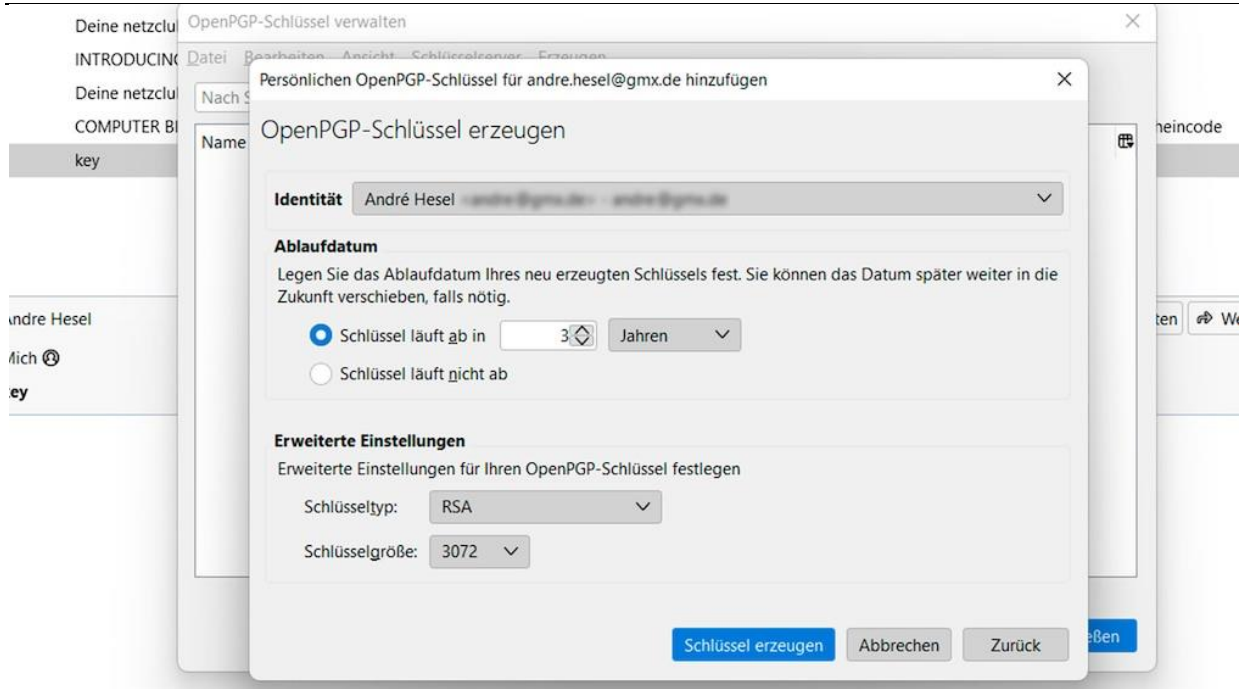 Deine netzclu
INTRODUCING
Deine netzclu
COMPUTER BI
key
heincode
OpenPGP-Schlüssel verwalten
Datei Bearbeiten Ansicht Schlüsselserver Erzeugen
Nach S
Name
Persönlichen OpenPGP-Schlüssel für andre.hesel@gmx.de hinzufügen
OpenPGP-Schlüssel erzeugen
Identität André Hesel
Ablaufdatum
Legen Sie das Ablaufdatum Ihres neu erzeugten Schlüssels fest. Sie können das Datum später weiter in die
Zukunft verschieben, falls nötig.
Schlüssel läuft ab in 3 Jahren
Schlüssel läuft nicht ab
Erweiterte Einstellungen
Erweiterte Einstellungen für Ihren OpenPGP-Schlüssel festlegen
Schlüsseltyp: RSA
Schlüsselgröße: 3072
Schlüssel erzeugen Abbrechen Zurück
eßen
Andre Hesel
Mich
ey
ten We